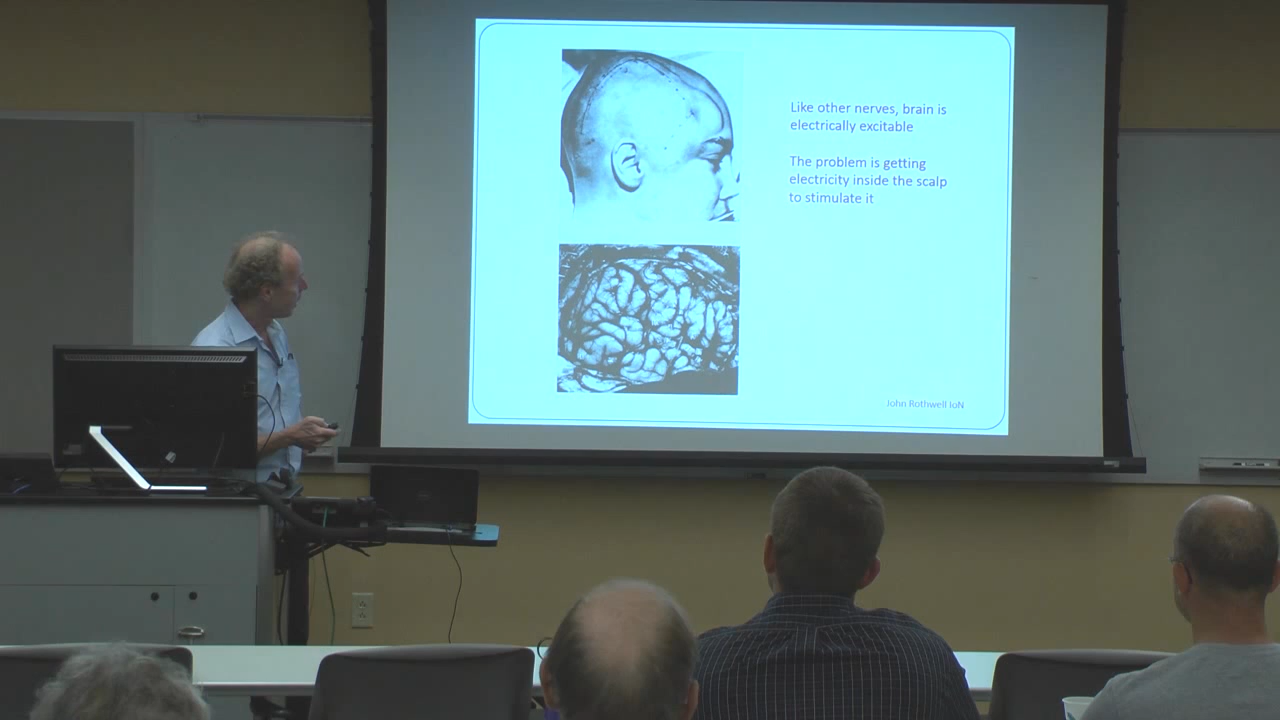 Like other nerves, brain is
electrically excitable
The problem is getting
electricity inside the scalp
to stimulate it
John Rothwell IoN